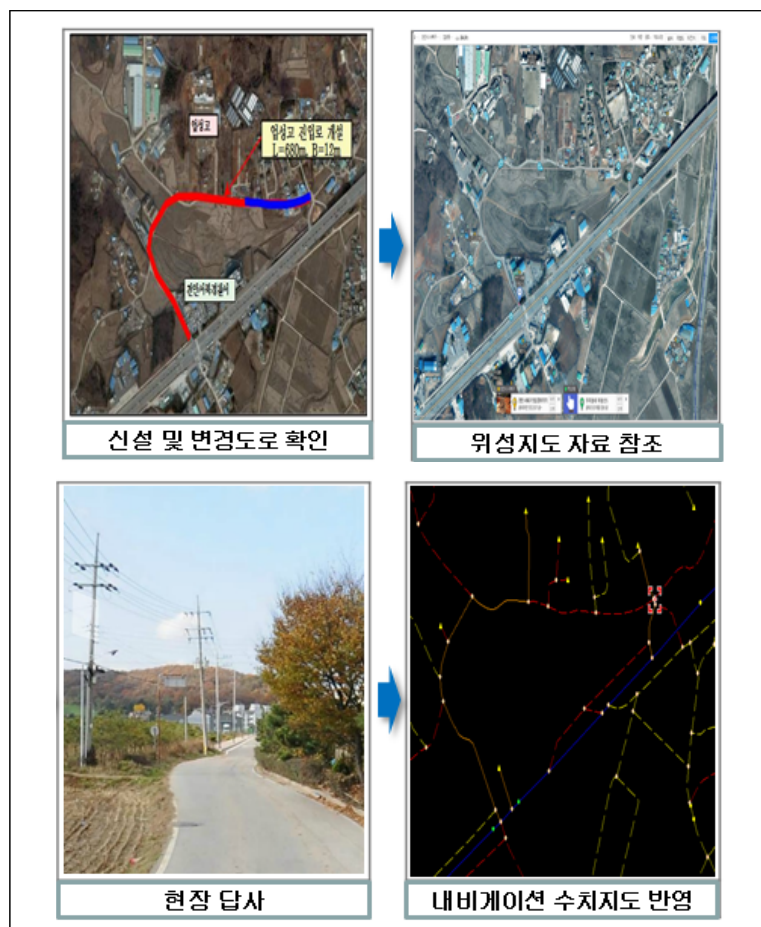 업성고
업성고 진입로 개설
L=680m, B=12m
신설 및 변경도로 확인
위성지도 자료 참조
현장 답사
내비게이션 수치지도 반영